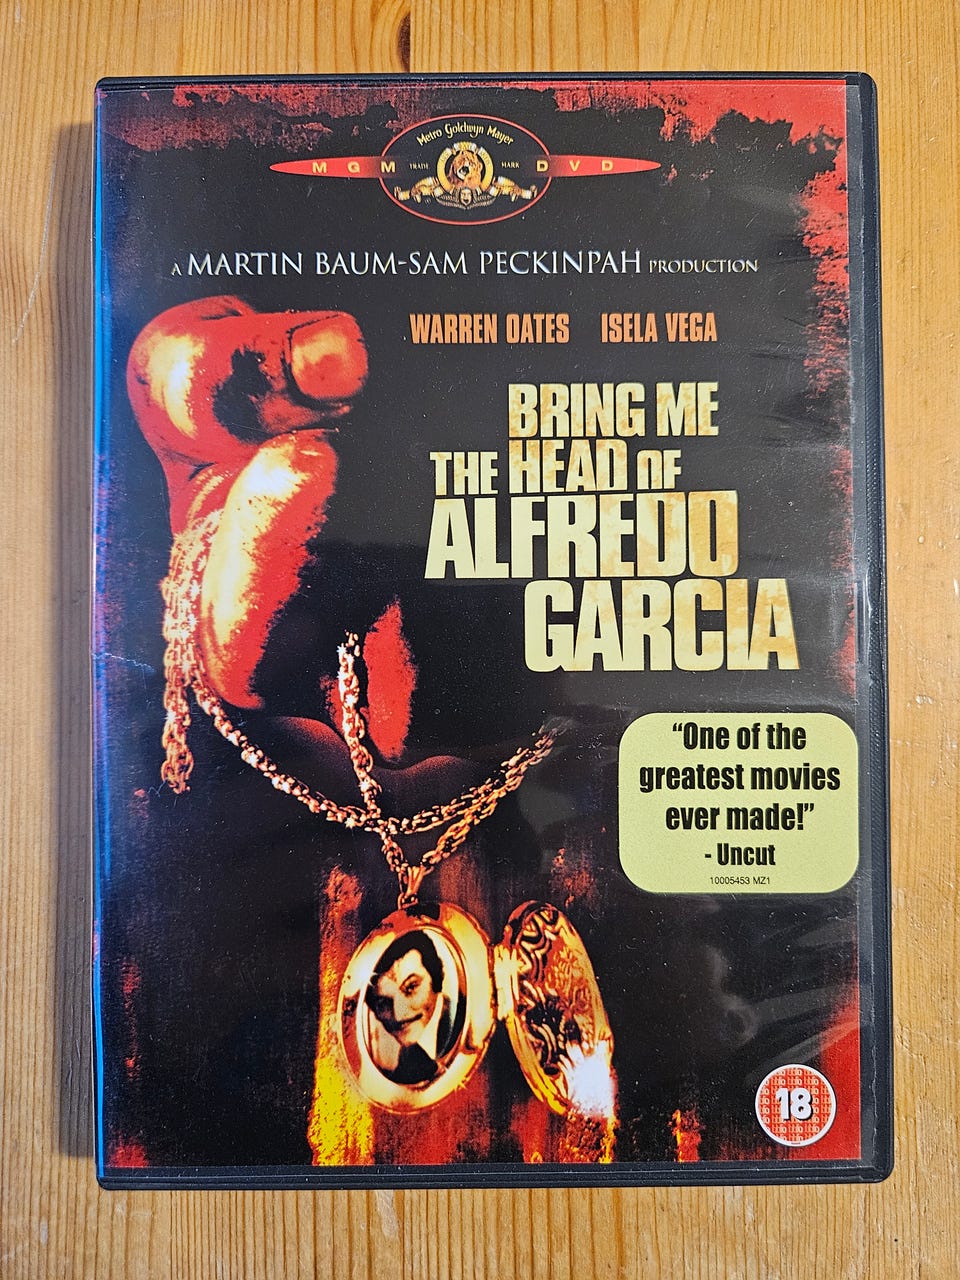 Metro Goldwyn Mayer
MGM TRADE MARK DVD
A MARTIN BAUM-SAM PECKINPAH PRODUCTION
WARREN OATES ISELA VEGA
BRING ME
THE HEAD OF
ALFREDO
GARCIA
"One of the
greatest movies
ever made!"
- Uncut
10005453 MZ1
18